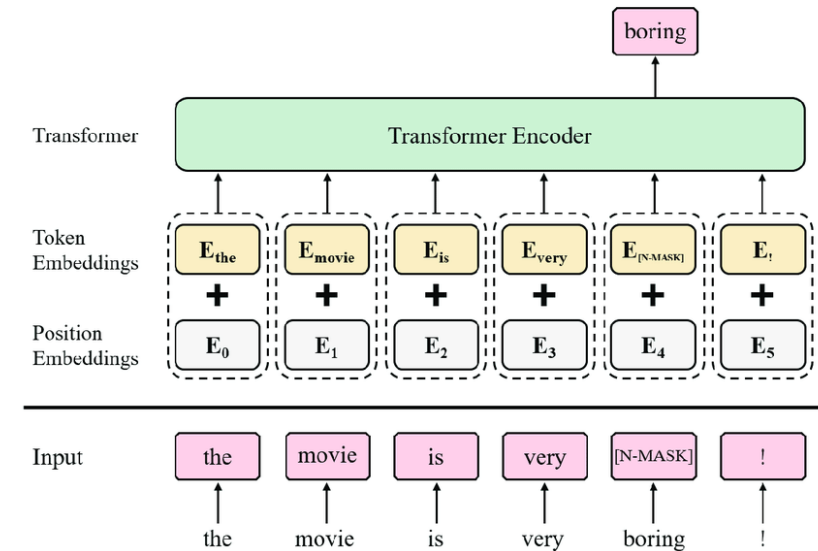 boring
Transformer
Transformer Encoder
Token Embeddings
E_the E_movie E_is E_very E_[N-MASK] E_!
+ + + + + +
Position Embeddings
E_0 E_1 E_2 E_3 E_4 E_5
Input
the movie is very [N-MASK] !
the movie is very boring !